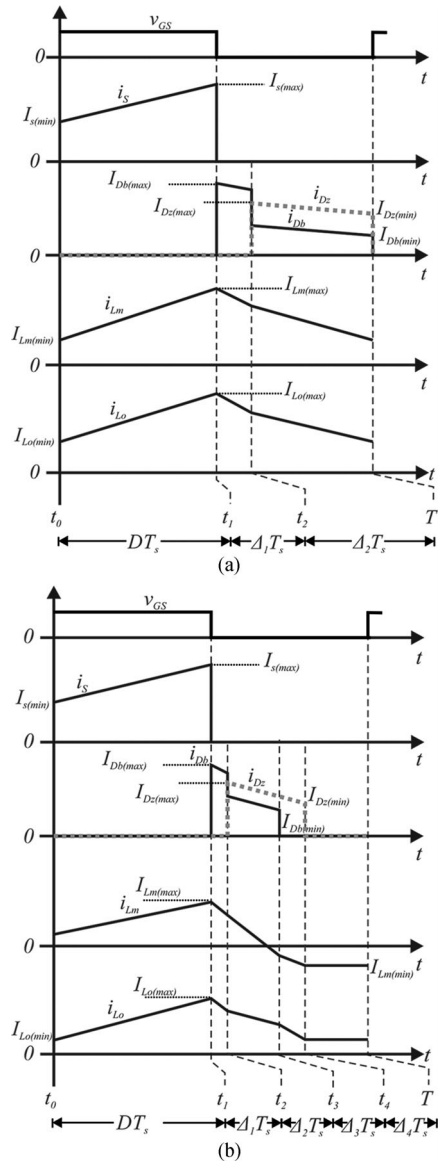 v_GS
0
t
i_S
I_s(max)
I_s(min)
0
t
I_Db(max)
I_Dz(max)
i_Dz
i_Db
I_Dz(min)
I_Db(min)
0
t
i_Lm
I_Lm(max)
I_Lm(min)
0
t
i_Lo
I_Lo(max)
I_Lo(min)
0
t
t_0 t_1 t_2 T
DT_s Δ_1T_s Δ_2T_s
(a)
v_GS
0
t
i_S
I_s(max)
I_s(min)
0
t
I_Db(max)
i_Db
I_Dz(max)
i_Dz
I_Dz(min)
I_Db(min)
0
t
I_Lm(max)
i_Lm
0
t
I_Lm(min)
I_Lo(max)
i_Lo
I_Lo(min)
0
t
t_0 t_1 t_2 t_3 t_4 T
DT_s Δ_1T_s Δ_2T_s Δ_3T_s Δ_4T_s
(b)